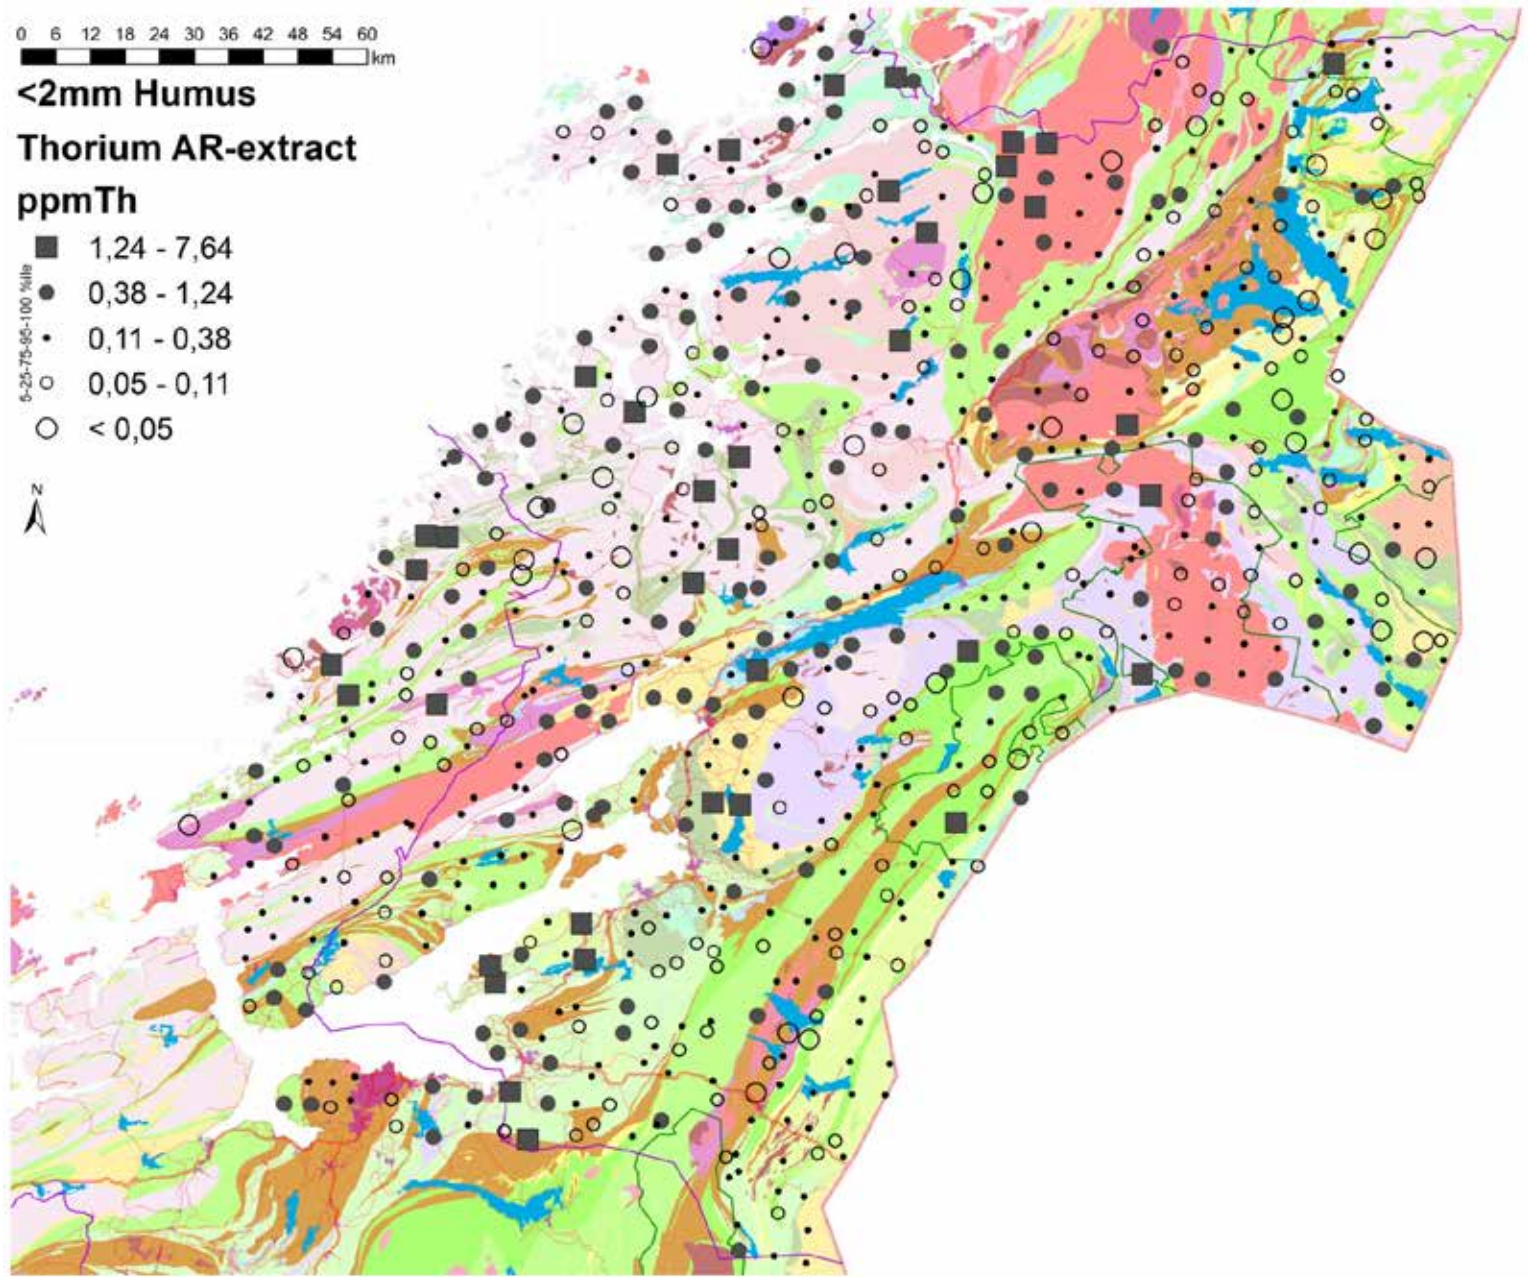 0 6 12 18 24 30 36 42 48 54 60
km
<2mm Humus
Thorium AR-extract
ppmTh
1,24 - 7,64
0,38 - 1,24
0,11 - 0,38
0,05 - 0,11
< 0,05
5-25-75-95-100 %ile
N